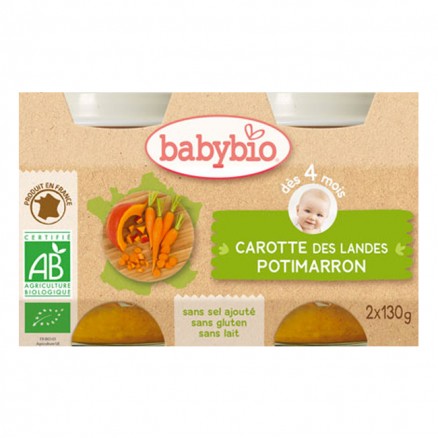 babybio
PRODUIT EN FRANCE
dès 4 mois
CERTIFIÉ
AB
AGRICULTURE
BIOLOGIQUE
CAROTTE DES LANDES
POTIMARRON
sans sel ajouté
sans gluten
sans lait
2x130g